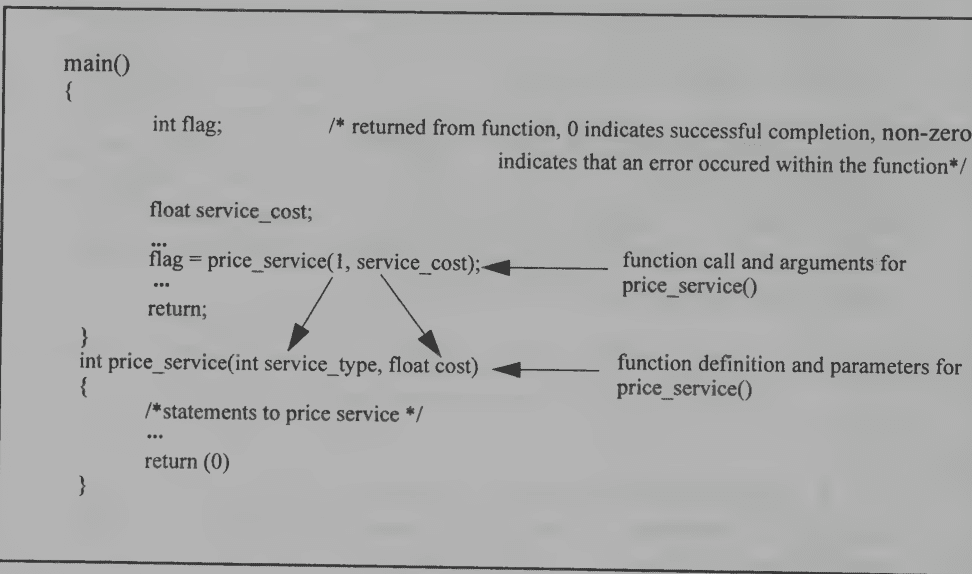 main()
{
int flag; /* returned from function, 0 indicates successful completion, non-zero
indicates that an error occured within the function*/
float service_cost;
...
flag = price_service(1, service_cost); function call and arguments for
price_service()
...
return;
}
int price_service(int service_type, float cost) function definition and parameters for
price_service()
{
/*statements to price service */
...
return (0)
}